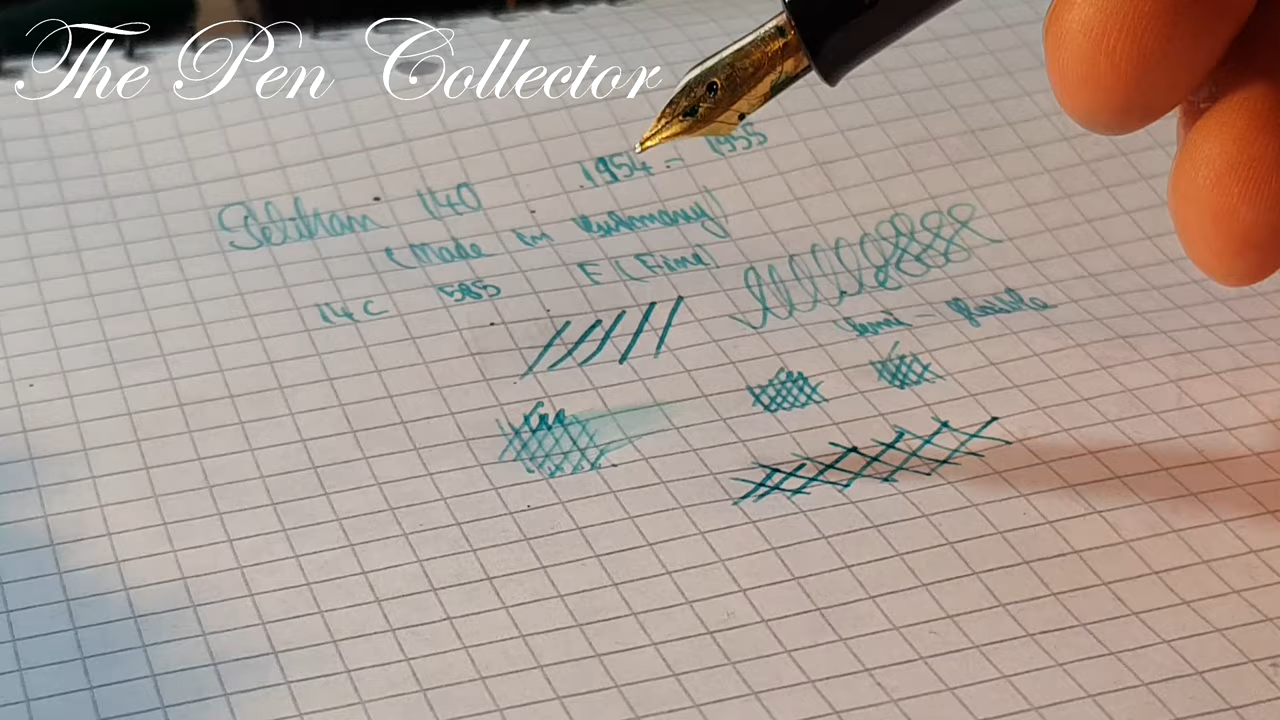 The Pen Collector
Pelikan 140 1954 - 1955
(Made in Germany)
14C 585 F (Fine)
Semi - flexible